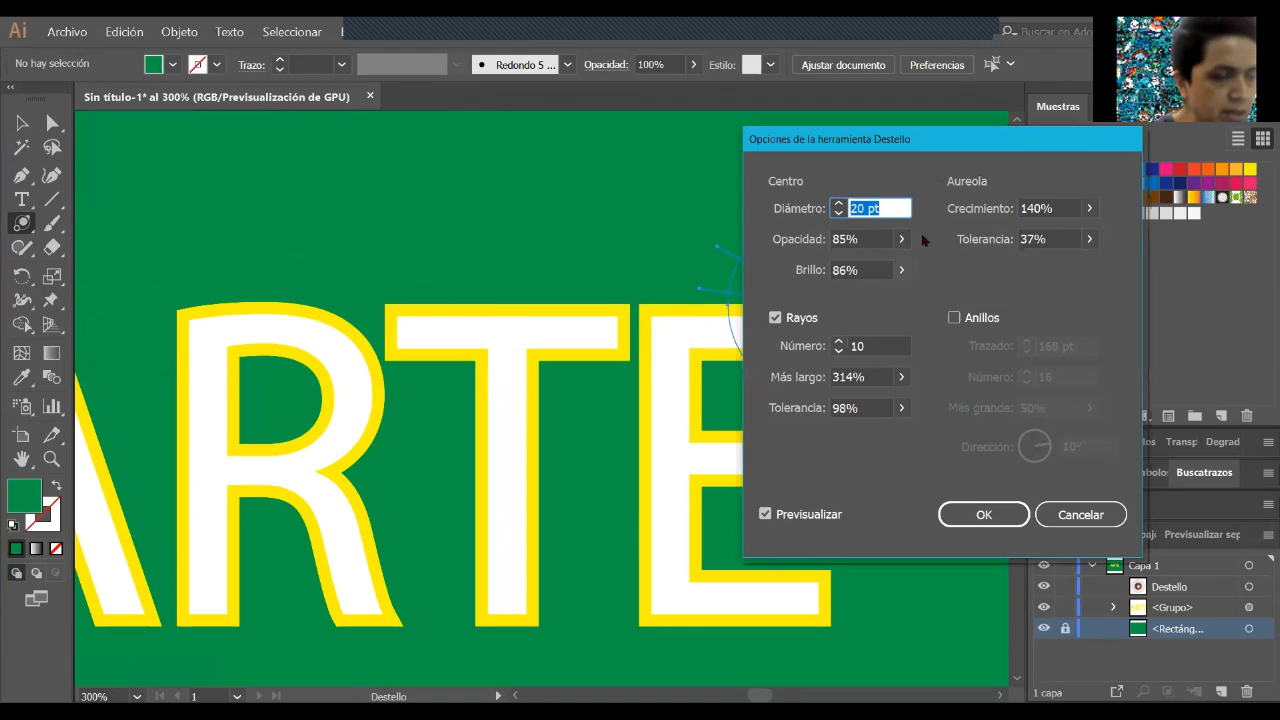 Ai Archivo Edición Objeto Texto Seleccionar
Buscar en Ado
No hay selección Trazo: Redondo 5 ... Opacidad: 100% Estilo: Ajustar documento Preferencias
Sin título-1* al 300% (RGB/Previsualización de GPU)
Muestras
Opciones de la herramienta Destello
Centro Aureola
Diámetro: 20 pt Crecimiento: 140%
Opacidad: 85% Tolerancia: 37%
Brillo: 86%
Rayos Anillos
Número: 10 Trazado: 168 pt
Más largo: 314% Número: 16
Tolerancia: 98% Más grande: 50%
Dirección: 10°
Previsualizar OK Cancelar
ARTE
Transp Degrad
Buscatrazos
Previsualizar sep
Capa 1
Destello
<Grupo>
<Rectáng...
1 capa
300% 1 Destello